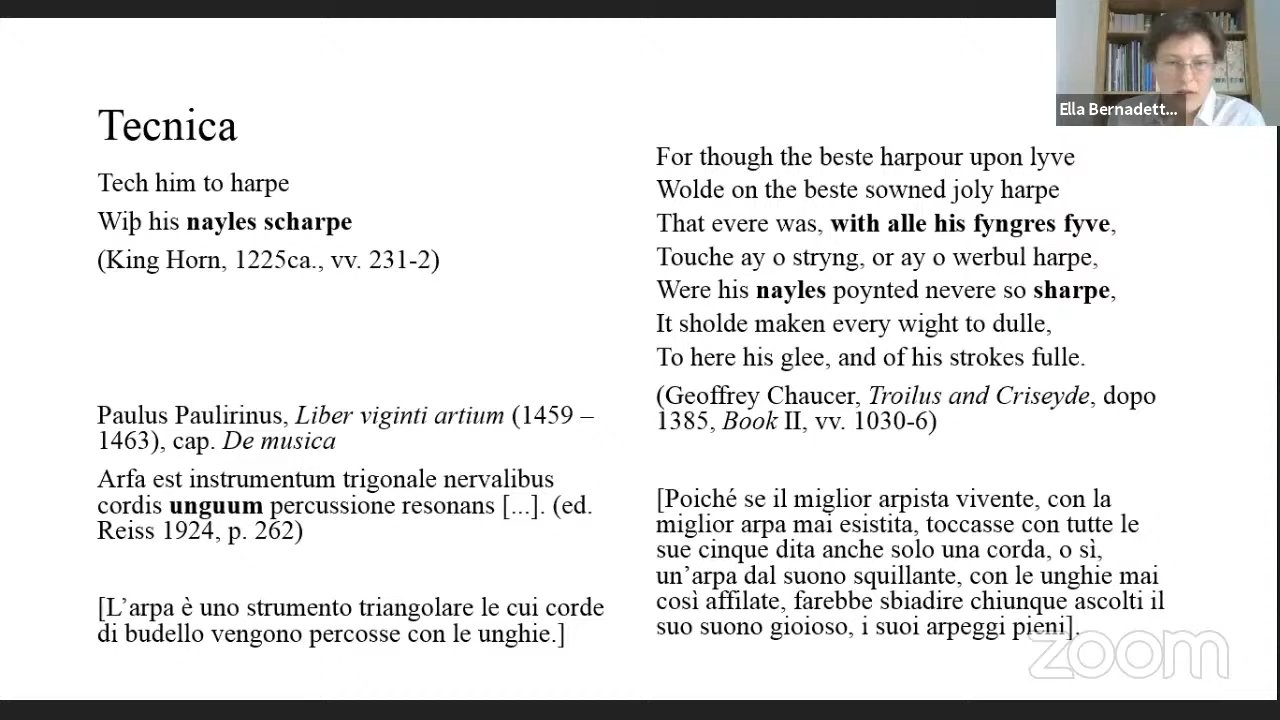 Tecnica
Tech him to harpe
Wiþ his nayles scharpe
(King Horn, 1225ca., vv. 231-2)
Paulus Paulirinus, Liber viginti artium (1459 –
1463), cap. De musica
Arfa est instrumentum trigonale nervalibus
cordis unguum percussione resonans [...]. (ed.
Reiss 1924, p. 262)
[L’arpa è uno strumento triangolare le cui corde
di budello vengono percosse con le unghie.]
For though the beste harpour upon lyve
Wolde on the beste sowned joly harpe
That evere was, with alle his fyngres fyve,
Touche ay o stryng, or ay o werbul harpe,
Were his nayles poynted nevere so sharpe,
It sholde maken every wight to dulle,
To here his glee, and of his strokes fulle.
(Geoffrey Chaucer, Troilus and Criseyde, dopo
1385, Book II, vv. 1030-6)
[Poiché se il miglior arpista vivente, con la
miglior arpa mai esistita, toccasse con tutte le
sue cinque dita anche solo una corda, o sì,
un’arpa dal suono squillante, con le unghie mai
così affilate, farebbe sbiadire chiunque ascolti il
suo suono gioioso, i suoi arpeggi pieni].
Ella Bernadett...
zoom